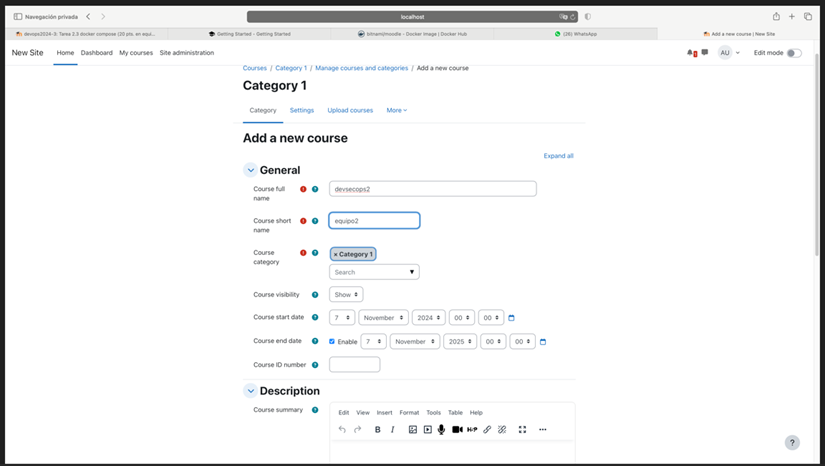 Navegación privada
localhost
devops2024-3. Tarea 2.3 docker compose (20 pts. en equi...
Getting Started - Getting Started
bitnami/moodle - Docker Image | Docker Hub
(28) WhatsApp
Add a new course | New Site
New Site Home Dashboard My courses Site administration
1 AU Edit mode
Courses / Category 1 / Manage courses and categories / Add a new course
Category 1
Category Settings Upload courses More
Add a new course
Expand all
General
Course full name
devsecops2
Course short name
equipo2
Course category
× Category 1
Search
Course visibility
Show
Course start date
7 November 2024 00 00
Course end date
Enable 7 November 2025 00 00
Course ID number
Description
Course summary
Edit View Insert Format Tools Table Help
B I H5P
?